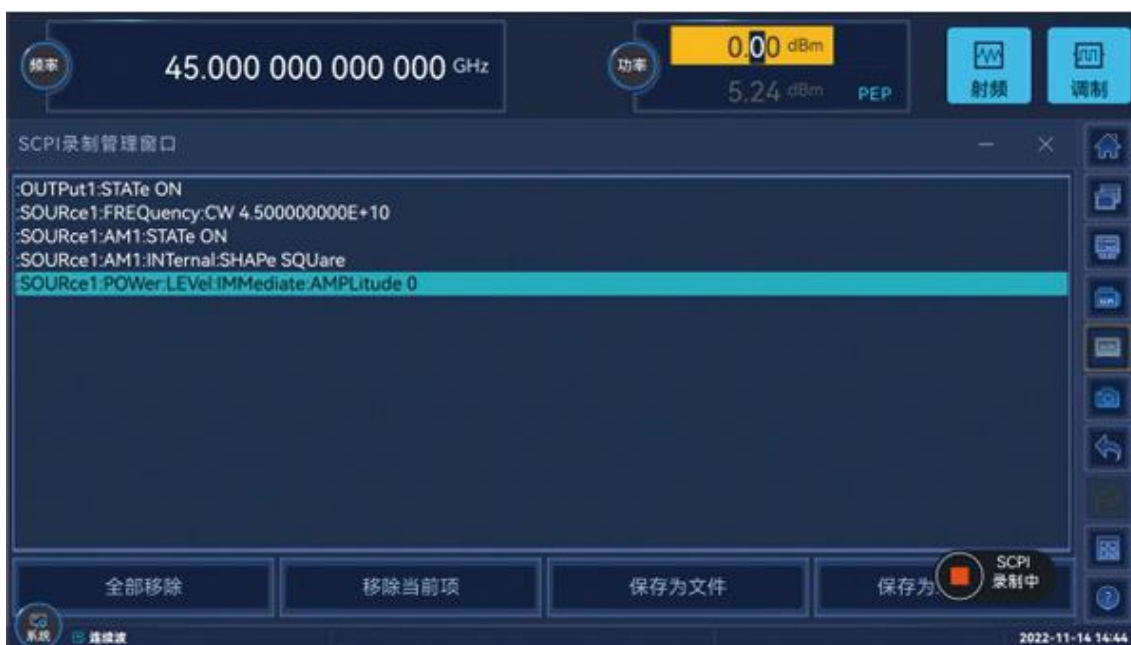 频率
45.000 000 000 000 GHz
功率
0.00 dBm
5.24 dBm PEP
射频
调制
SCPI录制管理窗口
:OUTPut1:STATe ON
:SOURce1:FREQuency:CW 4.500000000E+10
:SOURce1:AM1:STATe ON
:SOURce1:AM1:INTernal:SHAPe SQUare
:SOURce1:POWer:LEVel:IMMediate:AMPLitude 0
全部移除
移除当前项
保存为文件
保存为
SCPI
录制中
系统
连续波
2022-11-14 14:44